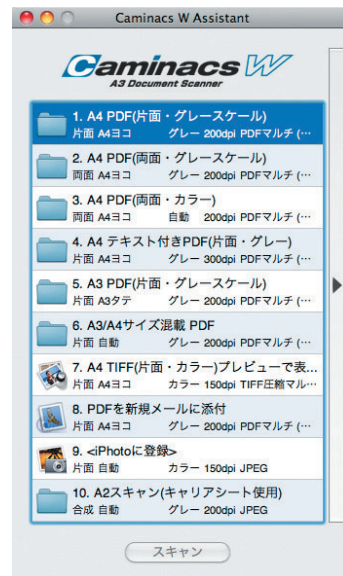 Caminacs W Assistant
Caminacs W
A3 Document Scanner
1. A4 PDF(片面・グレースケール)
片面 A4ヨコ グレー 200dpi PDFマルチ (…
2. A4 PDF(両面・グレースケール)
両面 A4ヨコ グレー 200dpi PDFマルチ (…
3. A4 PDF(両面・カラー)
両面 A4ヨコ 自動 200dpi PDFマルチ (…
4. A4 テキスト付きPDF(片面・グレー)
片面 A4ヨコ グレー 300dpi PDFマルチ (…
5. A3 PDF(片面・グレースケール)
片面 A3タテ グレー 200dpi PDFマルチ (…
6. A3/A4サイズ混載 PDF
片面 自動 グレー 200dpi PDFマルチ (…
7. A4 TIFF(片面・カラー)プレビューで表...
片面 A4ヨコ カラー 150dpi TIFF圧縮マル…
8. PDFを新規メールに添付
片面 A4ヨコ グレー 200dpi PDFマルチ (…
9. <iPhotoに登録>
片面 自動 カラー 150dpi JPEG
10. A2スキャン(キャリアシート使用)
合成 自動 グレー 200dpi JPEG
スキャン